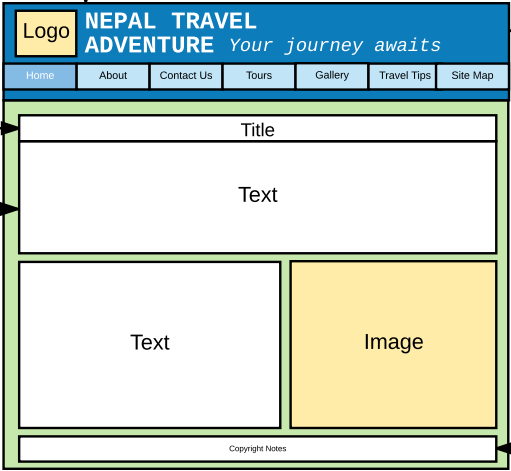 Logo
NEPAL TRAVEL
ADVENTURE Your journey awaits
Home About Contact Us Tours Gallery Travel Tips Site Map
Title
Text
Text Image
Copyright Notes